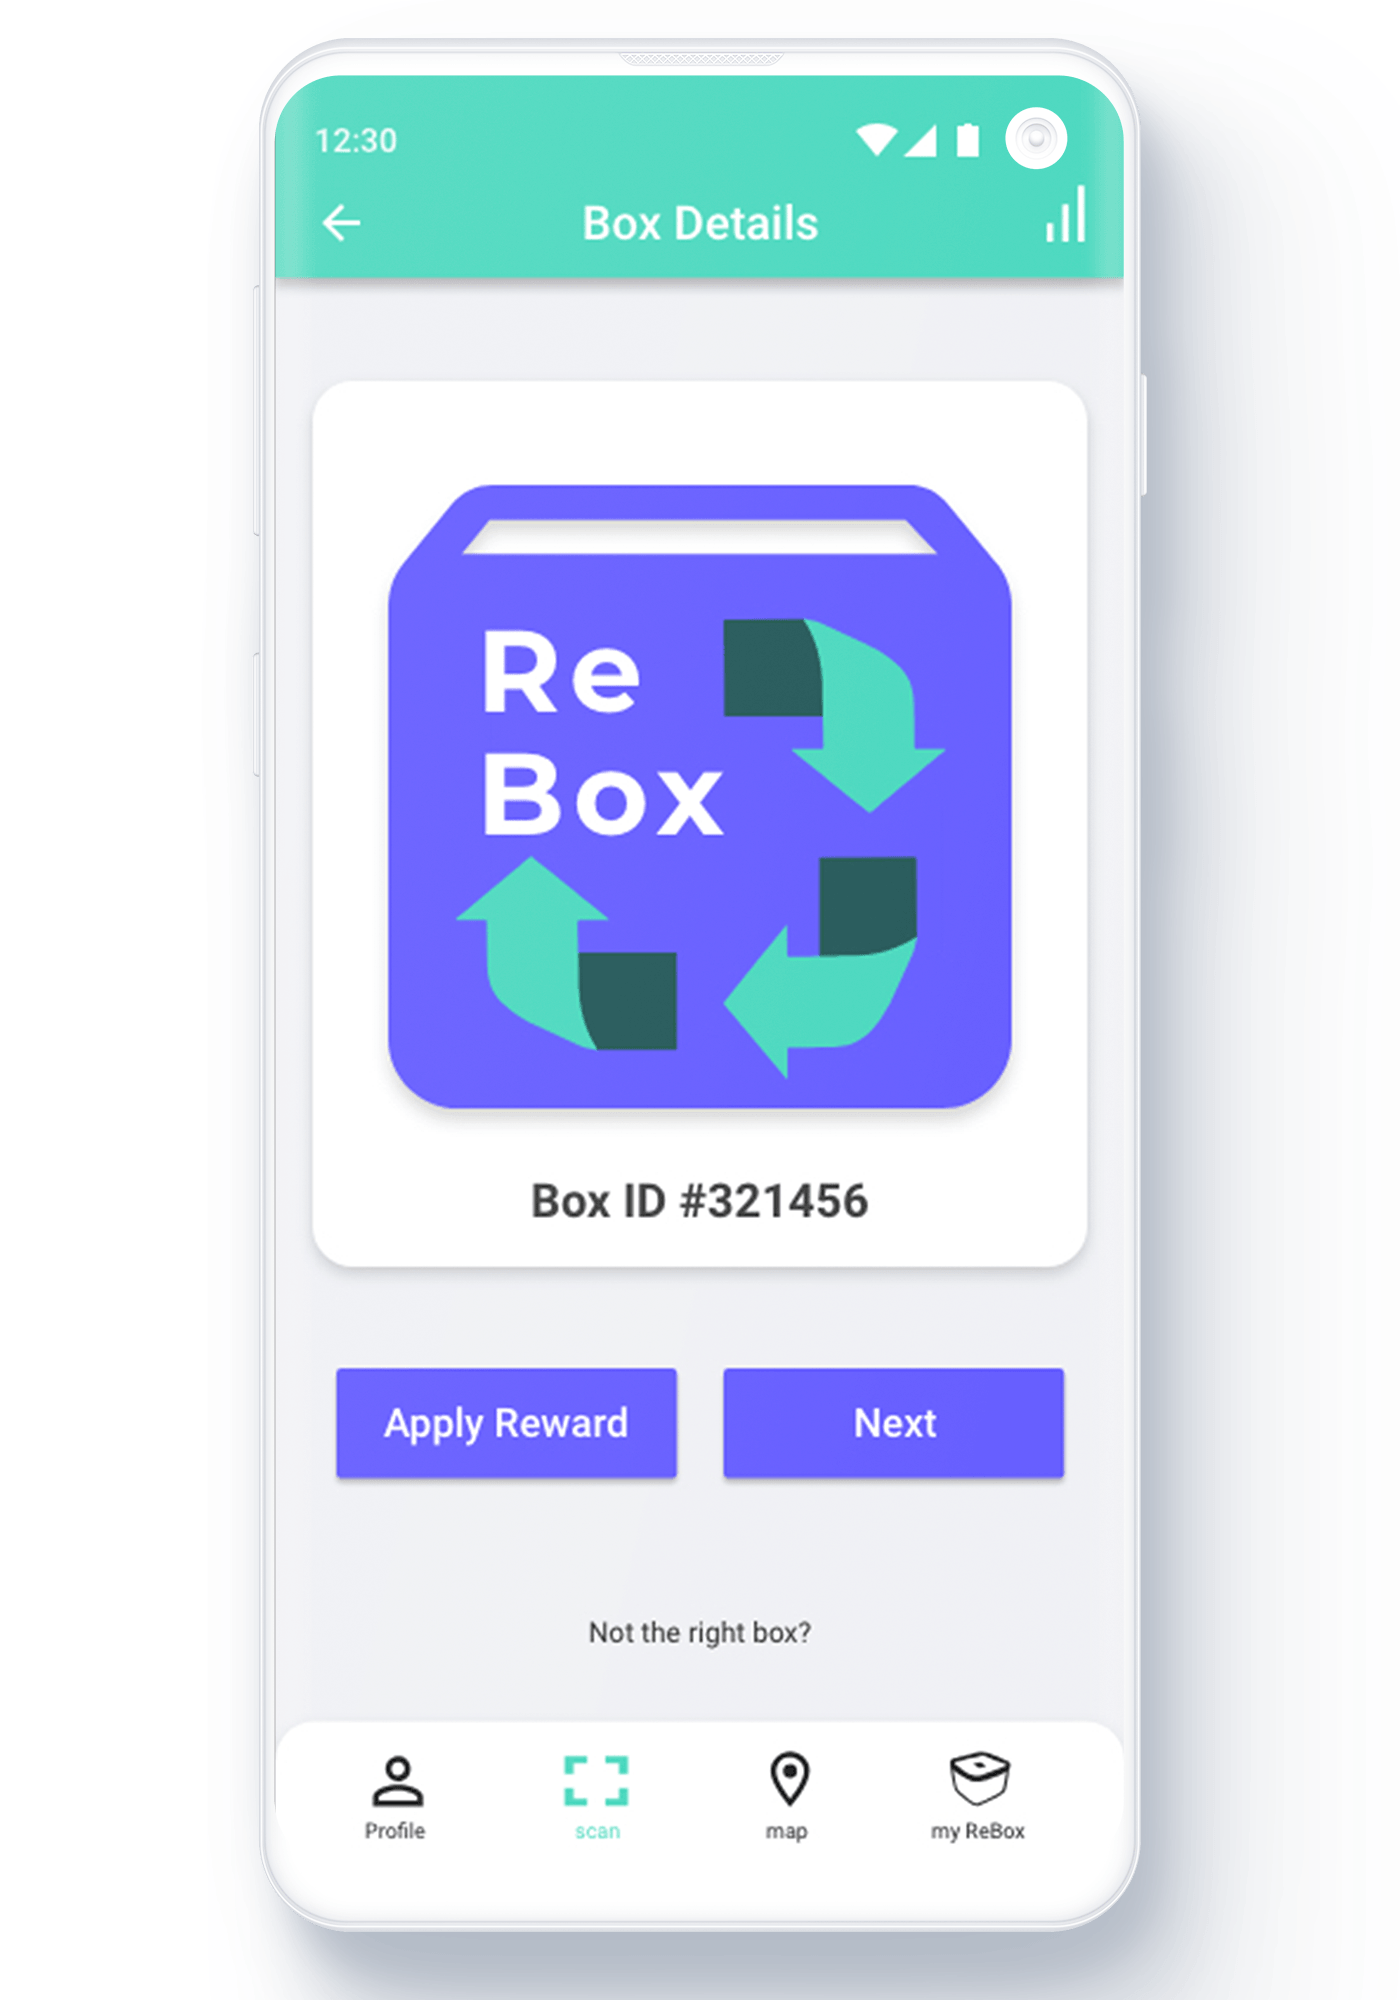 12:30
Box Details
Re
Box
Box ID #321456
Apply Reward
Next
Not the right box?
Profile
scan
map
my ReBox